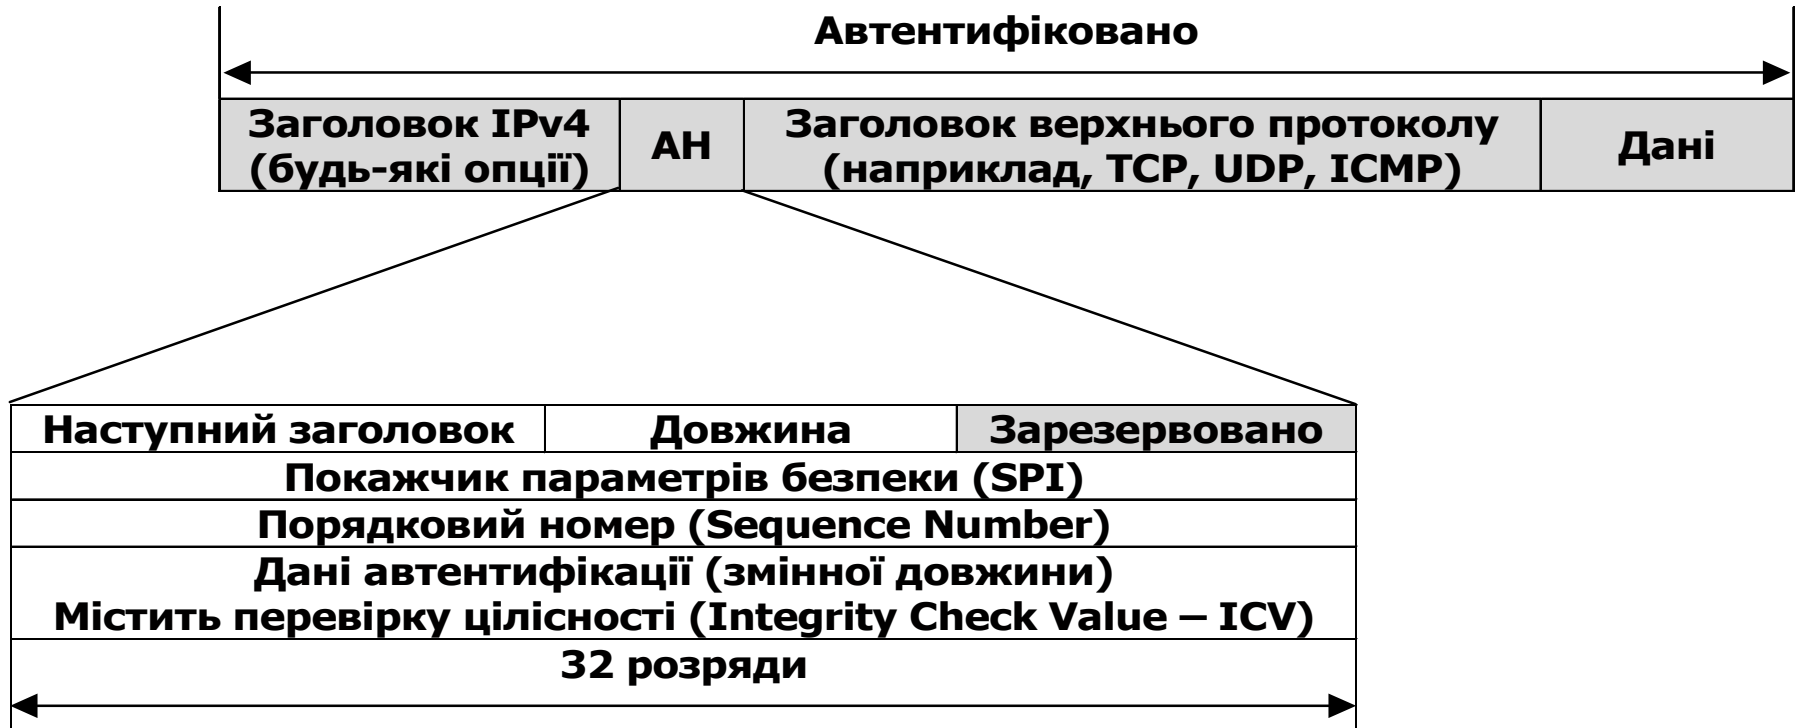 Автентифіковано
Заголовок IPv4
(будь-які опції)
АН
Заголовок верхнього протоколу
(наприклад, TCP, UDP, ICMP)
Дані
Наступний заголовок
Довжина
Зарезервовано
Покажчик параметрів безпеки (SPI)
Порядковий номер (Sequence Number)
Дані автентифікації (змінної довжини)
Містить перевірку цілісності (Integrity Check Value – ICV)
32 розряди